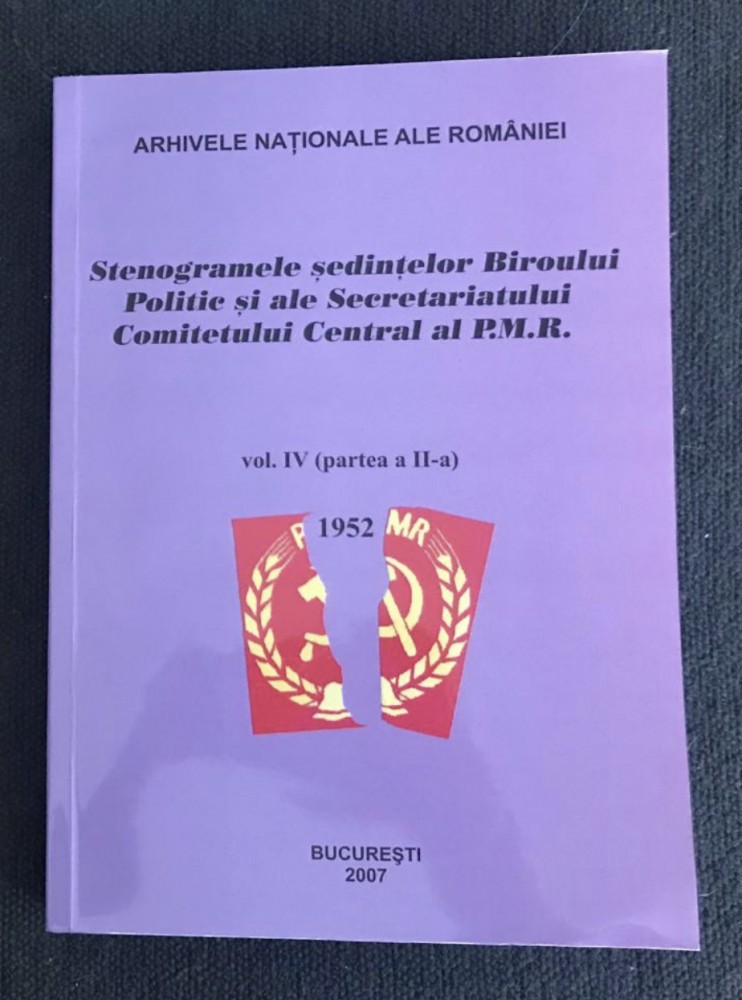 ARHIVELE NAȚIONALE ALE ROMÂNIEI
Stenogramele ședințelor Biroului
Politic și ale Secretariatului
Comitetului Central al P.M.R.
vol. IV (partea a II-a)
1952
P MR
BUCUREȘTI
2007